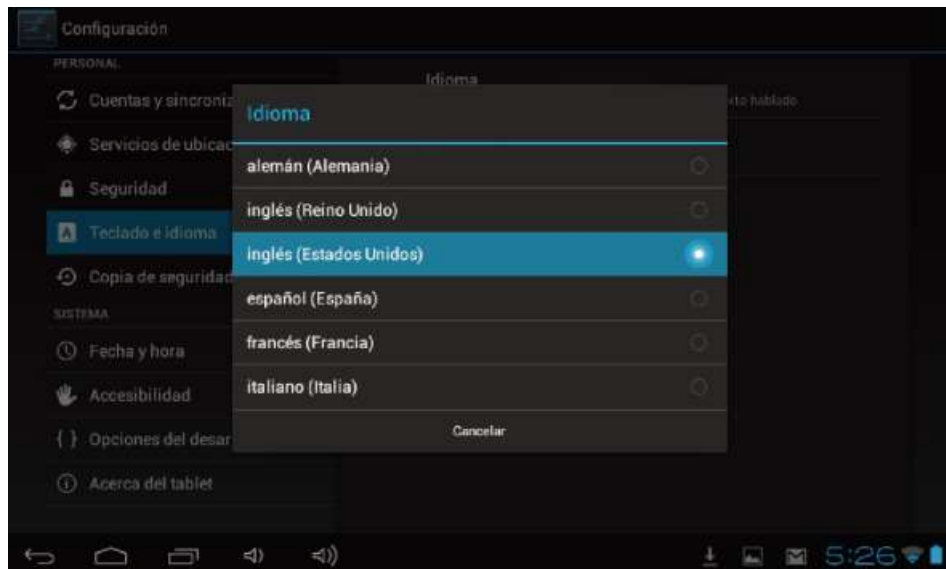 Configuración
PERSONAL
Idioma
Cuentas y sincroniz
Idioma
xto hablado
Servicios de ubicac
alemán (Alemania)
Seguridad
inglés (Reino Unido)
Teclado e idioma
inglés (Estados Unidos)
Copia de seguridad
español (España)
SISTEMA
Fecha y hora
francés (Francia)
Accesibilidad
italiano (Italia)
Opciones del desar
Cancelar
Acerca del tablet
5:26